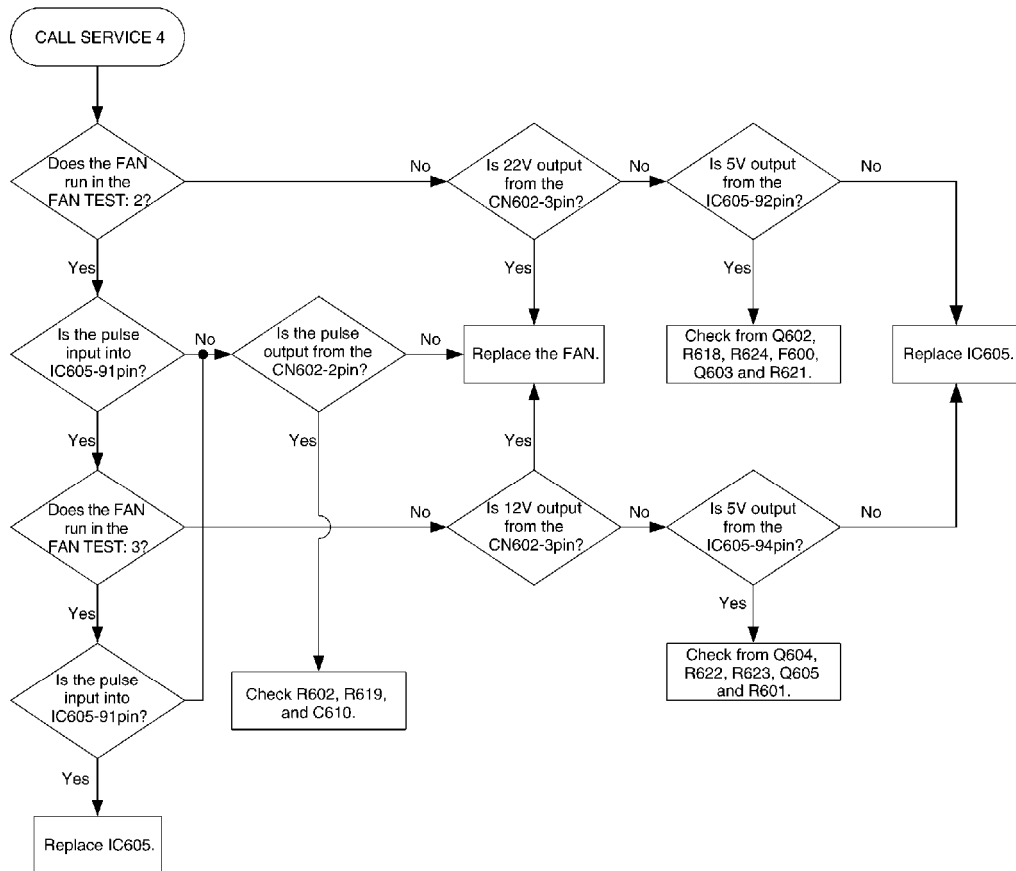 CALL SERVICE 4
Does the FAN
run in the
FAN TEST: 2?
No
Is 22V output
from the
CN602-3pin?
No
Is 5V output
from the
IC605-92pin?
No
Yes
Yes
Yes
Is the pulse
input into
IC605-91pin?
No
Is the pulse
output from the
CN602-2pin?
No
Replace the FAN.
Check from Q602,
R618, R624, F600,
Q603 and R621.
Replace IC605.
Yes
Yes
Yes
Does the FAN
run in the
FAN TEST: 3?
No
Is 12V output
from the
CN602-3pin?
No
Is 5V output
from the
IC605-94pin?
No
Yes
Yes
Is the pulse
input into
IC605-91pin?
Check R602, R619,
and C610.
Check from Q604,
R622, R623, Q605
and R601.
Yes
Replace IC605.